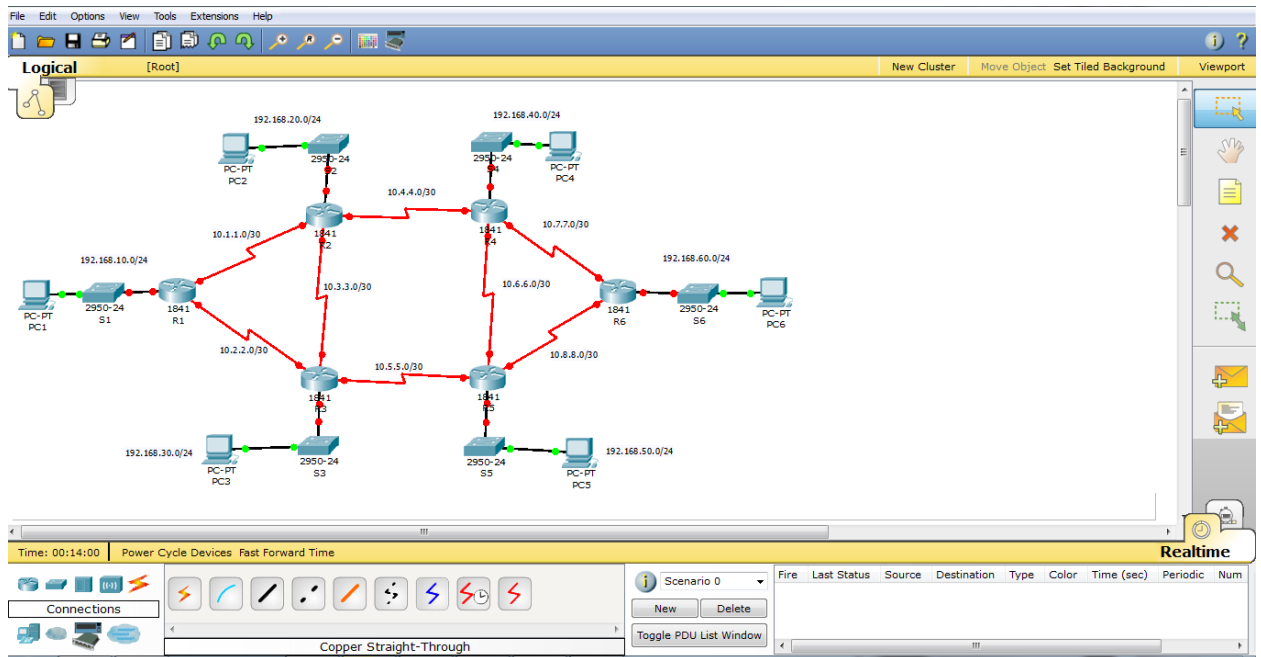 File Edit Options View Tools Extensions Help
Logical [Root] New Cluster Move Object Set Tiled Background Viewport
192.168.20.0/24
192.168.40.0/24
2950-24
S2
PC-PT
PC2
2950-24
S4
PC-PT
PC4
10.4.4.0/30
1841
R2
1841
R4
10.1.1.0/30
10.7.7.0/30
192.168.10.0/24
192.168.60.0/24
10.3.3.0/30
10.6.6.0/30
PC-PT
PC1
2950-24
S1
1841
R1
1841
R6
2950-24
S6
PC-PT
PC6
10.2.2.0/30
10.5.5.0/30
10.8.8.0/30
1841
R3
1841
R5
192.168.30.0/24
192.168.50.0/24
PC-PT
PC3
2950-24
S3
2950-24
S5
PC-PT
PC5
Time: 00:14:00 Power Cycle Devices Fast Forward Time Realtime
Connections
Copper Straight-Through
Scenario 0
New Delete
Toggle PDU List Window
Fire Last Status Source Destination Type Color Time (sec) Periodic Num